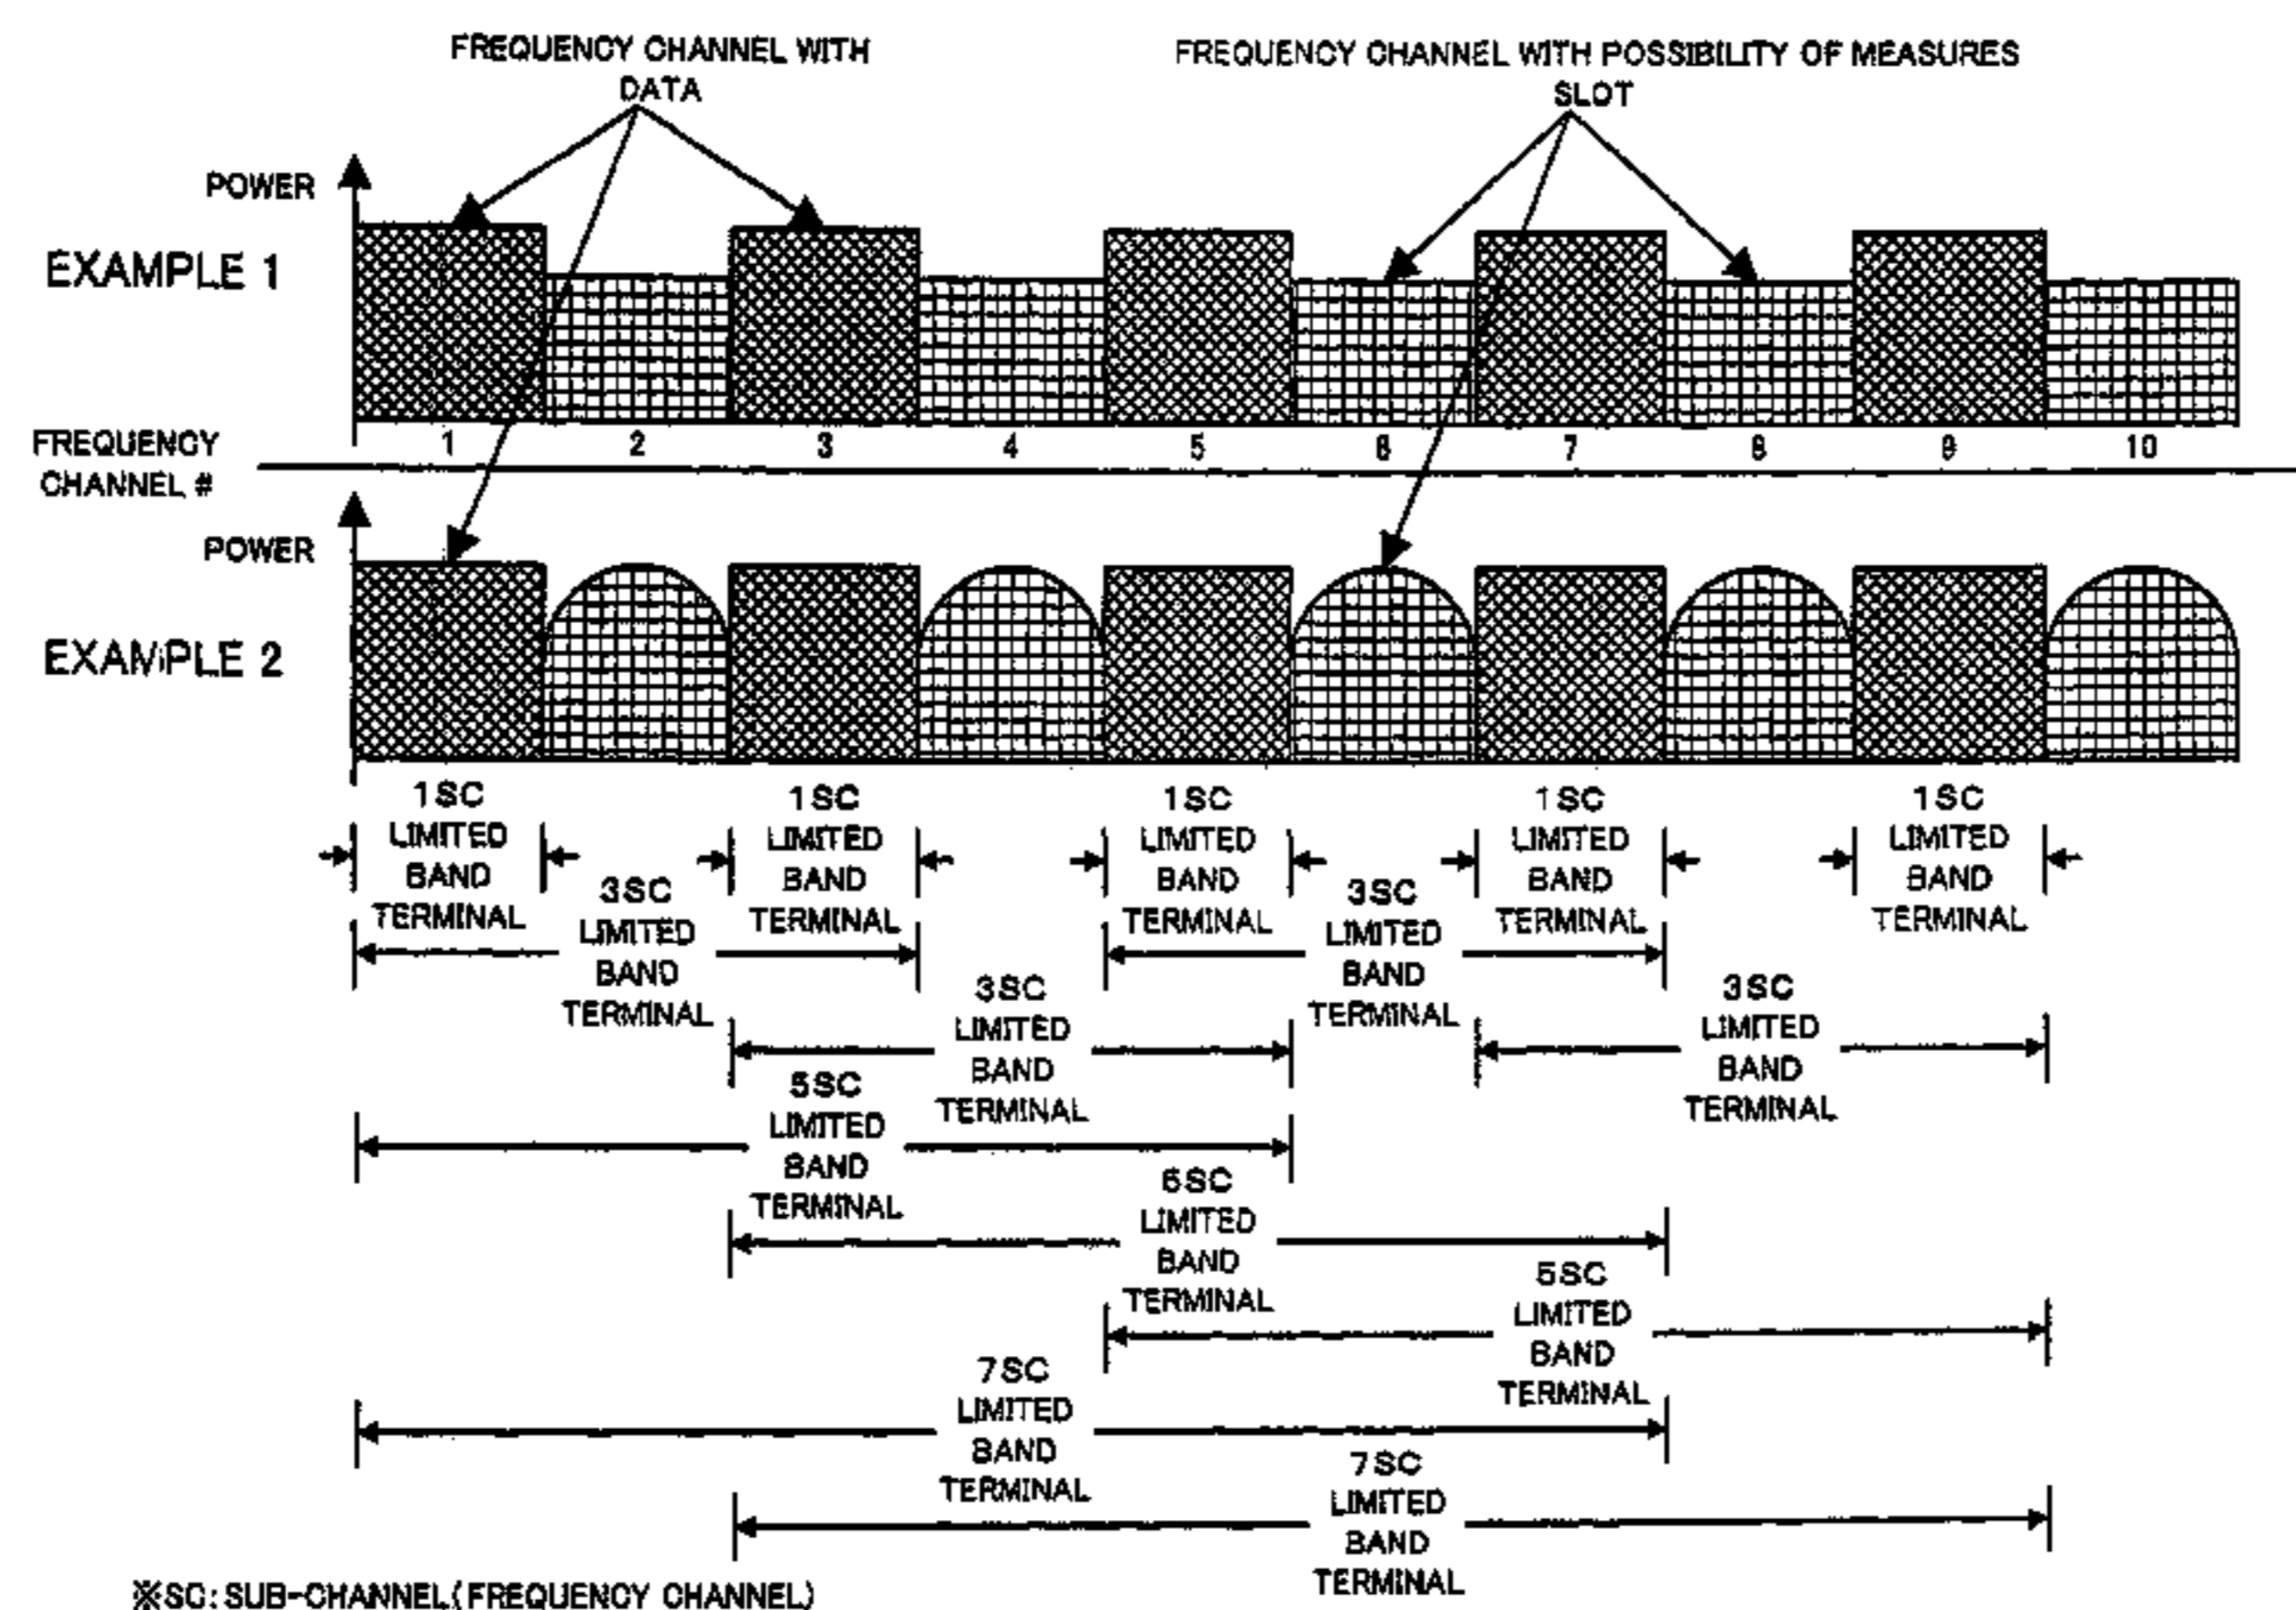 FREQUENCY CHANNEL WITH
DATA
FREQUENCY CHANNEL WITH POSSIBILITY OF MEASURES
SLOT
POWER
EXAMPLE 1
FREQUENCY
CHANNEL #
1 2 3 4 5 6 7 8 9 10
POWER
EXAMPLE 2
1SC
LIMITED
BAND
TERMINAL
1SC
LIMITED
BAND
TERMINAL
1SC
LIMITED
BAND
TERMINAL
1SC
LIMITED
BAND
TERMINAL
1SC
LIMITED
BAND
TERMINAL
3SC
LIMITED
BAND
TERMINAL
3SC
LIMITED
BAND
TERMINAL
3SC
LIMITED
BAND
TERMINAL
3SC
LIMITED
BAND
TERMINAL
5SC
LIMITED
BAND
TERMINAL
5SC
LIMITED
BAND
TERMINAL
5SC
LIMITED
BAND
TERMINAL
7SC
LIMITED
BAND
TERMINAL
7SC
LIMITED
BAND
TERMINAL
※SC:SUB-CHANNEL(FREQUENCY CHANNEL)